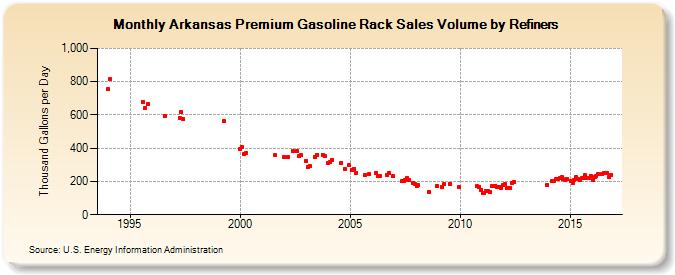 Monthly Arkansas Premium Gasoline Rack Sales Volume by Refiners
Thousand Gallons per Day
1,000
800
600
400
200
0
1995 2000 2005 2010 2015
Source: U.S. Energy Information Administration